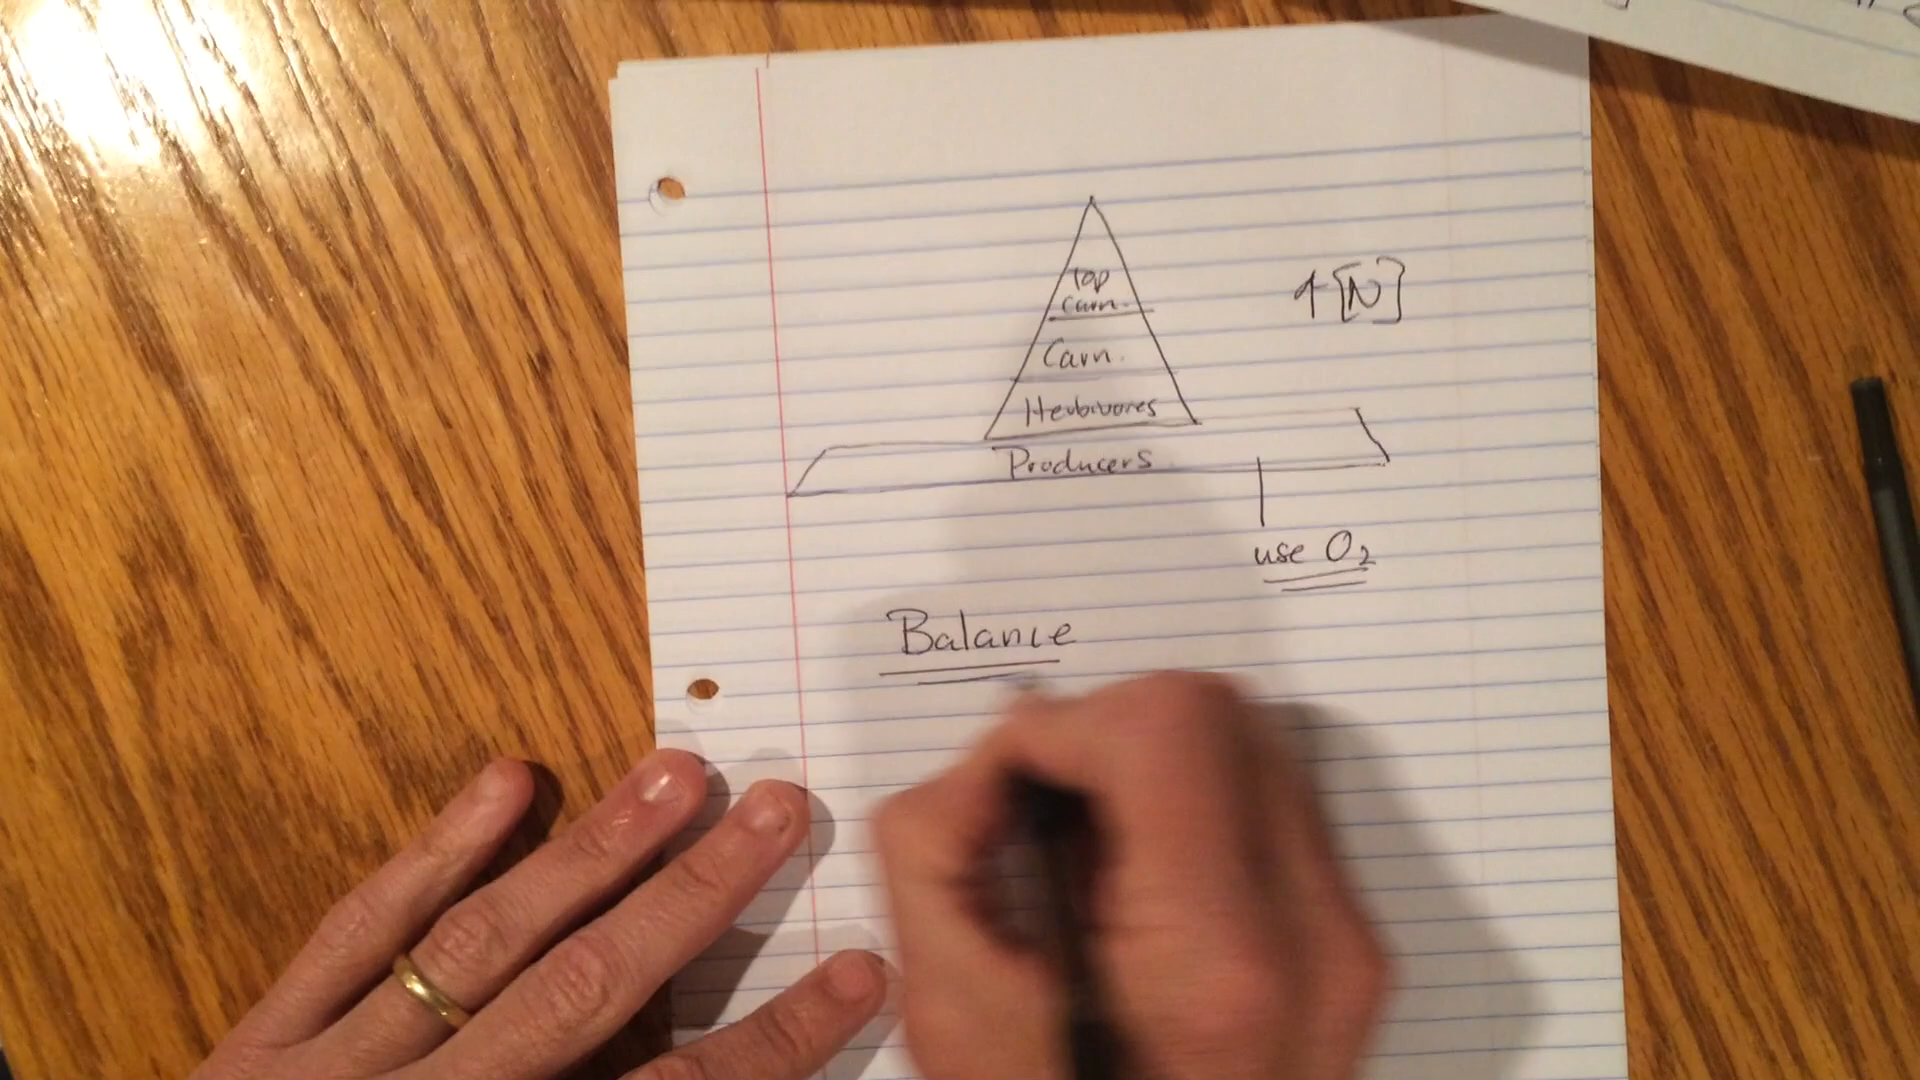 Top
Carn.
↑[N]
Carn.
Herbivores
Producers
use O₂
Balance